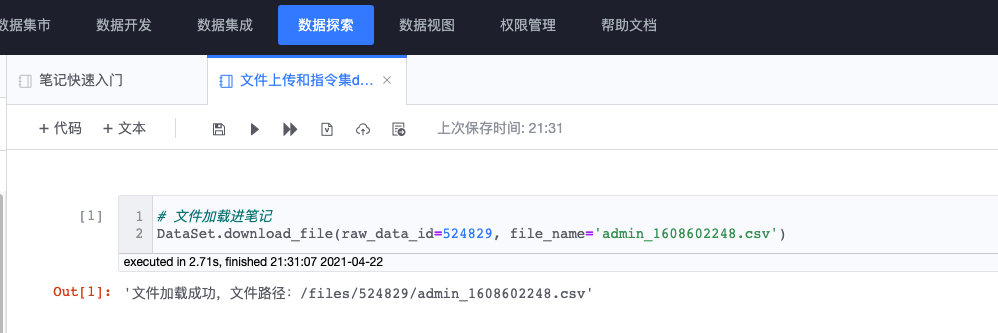 数据集市 数据开发 数据集成 数据探索 数据视图 权限管理 帮助文档
笔记快速入门 文件上传和指令集d... ×
+ 代码 + 文本 上次保存时间: 21:31
[1] 1 # 文件加载进笔记
2 DataSet.download_file(raw_data_id=524829, file_name='admin_1608602248.csv')
executed in 2.71s, finished 21:31:07 2021-04-22
Out[1]: '文件加载成功，文件路径：/files/524829/admin_1608602248.csv'